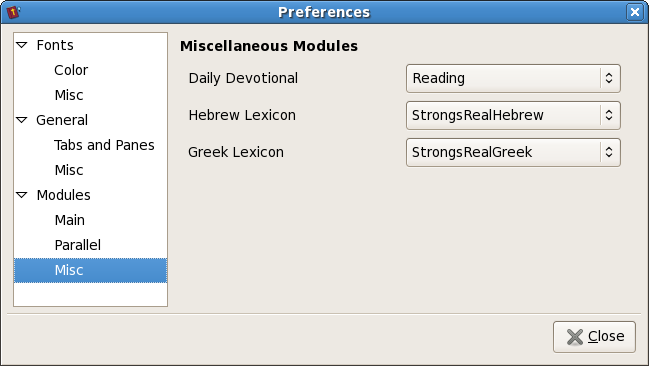 Preferences
Fonts
Color
Misc
General
Tabs and Panes
Misc
Modules
Main
Parallel
Misc
Miscellaneous Modules
Daily Devotional Reading
Hebrew Lexicon StrongsRealHebrew
Greek Lexicon StrongsRealGreek
Close